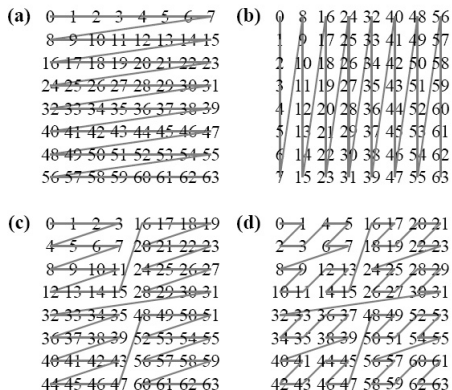 (a)
0 1 2 3 4 5 6 7
8 9 10 11 12 13 14 15
16 17 18 19 20 21 22 23
24 25 26 27 28 29 30 31
32 33 34 35 36 37 38 39
40 41 42 43 44 45 46 47
48 49 50 51 52 53 54 55
56 57 58 59 60 61 62 63
(b)
0 8 16 24 32 40 48 56
1 9 17 25 33 41 49 57
2 10 18 26 34 42 50 58
3 11 19 27 35 43 51 59
4 12 20 28 36 44 52 60
5 13 21 29 37 45 53 61
6 14 22 30 38 46 54 62
7 15 23 31 39 47 55 63
(c)
0 1 2 3 16 17 18 19
4 5 6 7 20 21 22 23
8 9 10 11 24 25 26 27
12 13 14 15 28 29 30 31
32 33 34 35 48 49 50 51
36 37 38 39 52 53 54 55
40 41 42 43 56 57 58 59
44 45 46 47 60 61 62 63
(d)
0 1 4 5 16 17 20 21
2 3 6 7 18 19 22 23
8 9 12 13 24 25 28 29
10 11 14 15 26 27 30 31
32 33 36 37 48 49 52 53
34 35 38 39 50 51 54 55
40 41 44 45 56 57 60 61
42 43 46 47 58 59 62 63